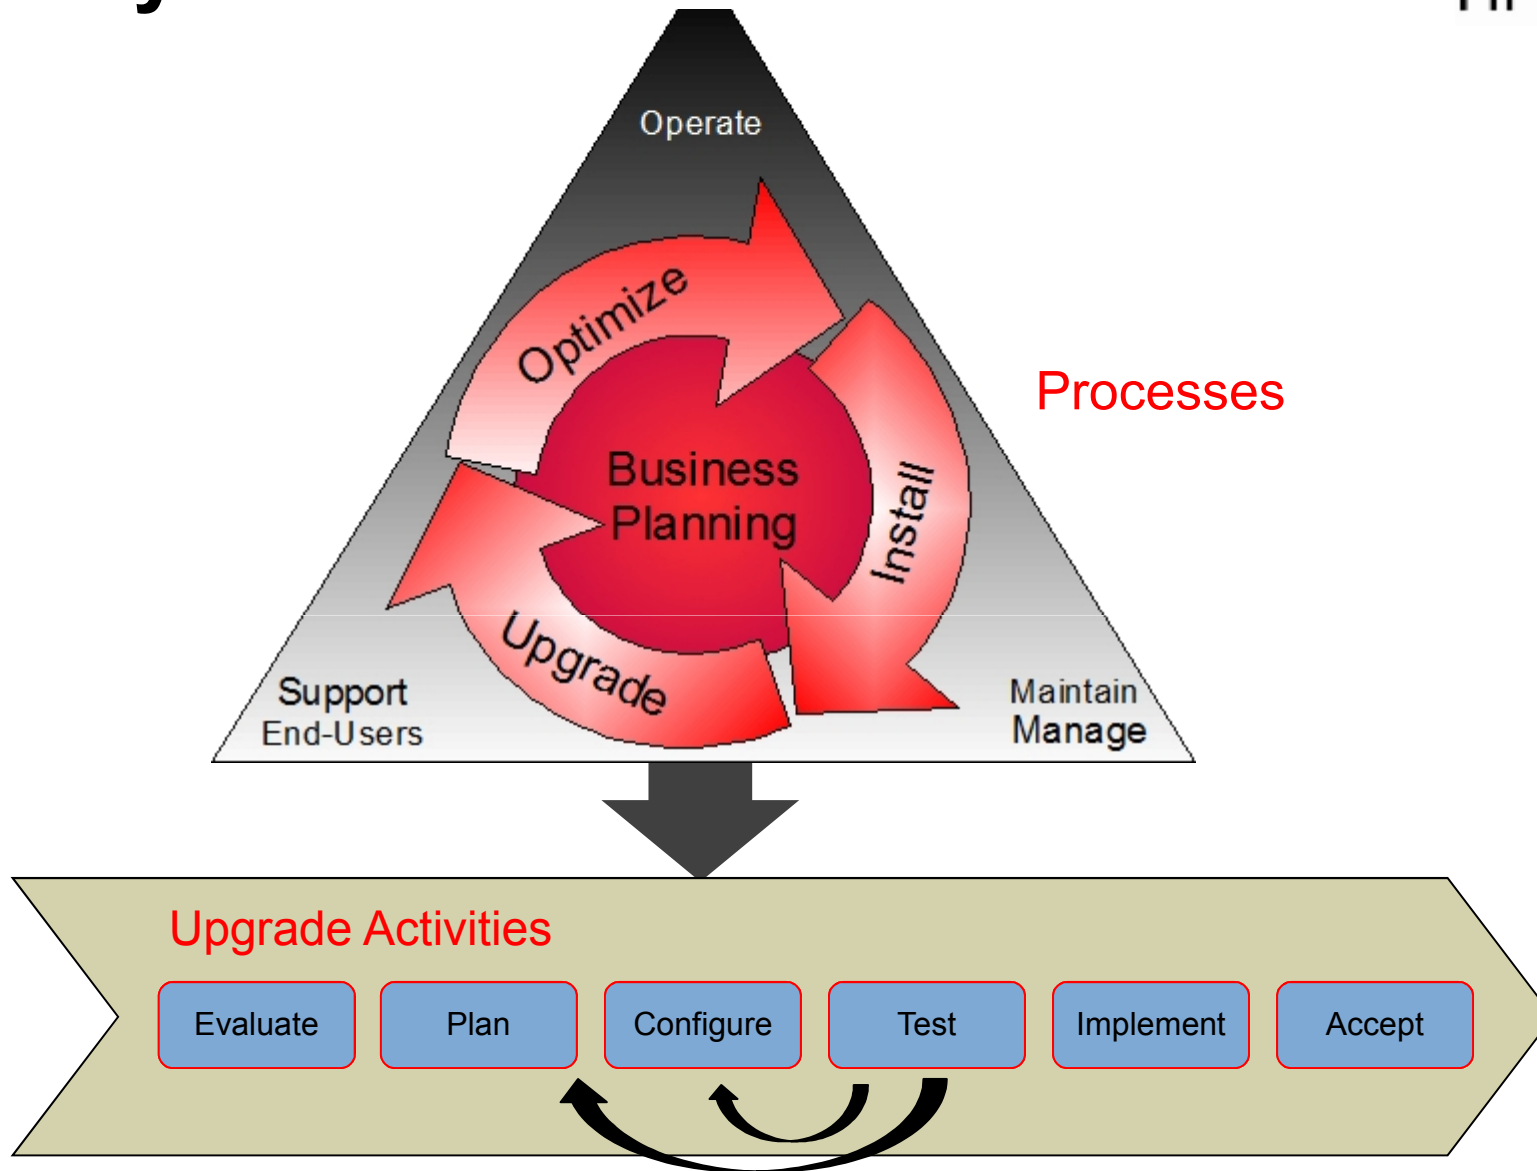 Operate
Optimize
Processes
Business
Planning
Install
Upgrade
Support
End-Users
Maintain
Manage
Upgrade Activities
Evaluate
Plan
Configure
Test
Implement
Accept